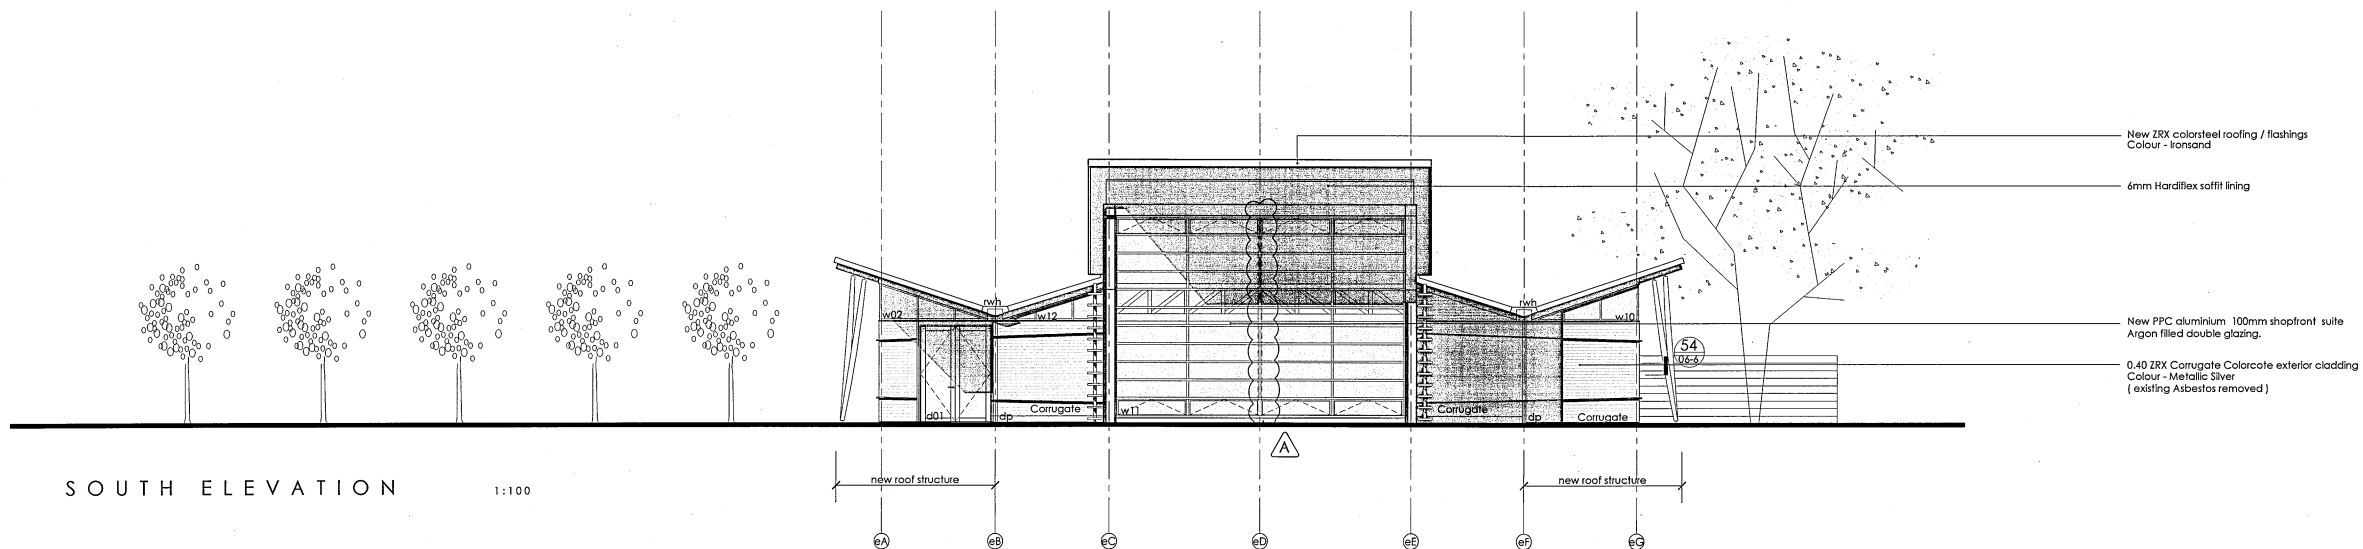 New ZRX colorsteel roofing / flashings
Colour - Ironsand
6mm Hardiflex soffit lining
rwh
rwh
w02
w12
w10
New PPC aluminium 100mm shopfront suite
Argon filled double glazing.
54
06-6
0.40 ZRX Corrugate Colorcote exterior cladding
Colour - Metallic Silver
( existing Asbestos removed )
d01
dp
Corrugate
w11
Corrugate
dp
Corrugate
A
SOUTH ELEVATION
1:100
new roof structure
new roof structure
eA
eB
eC
eD
eE
eF
eG